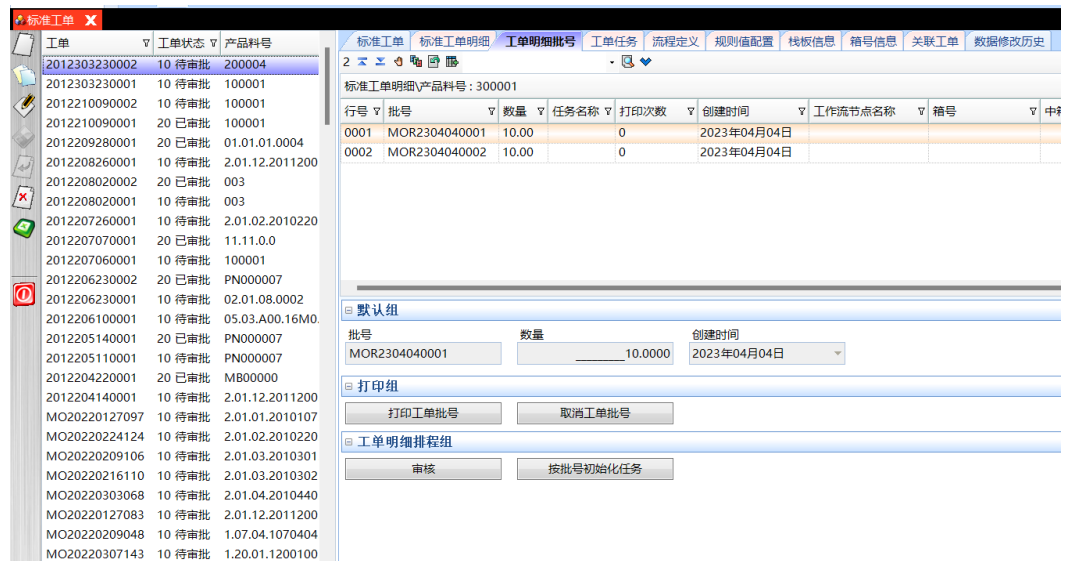 标准工单 X
标准工单 标准工单明细 工单明细批号 工单任务 流程定义 规则值配置 栈板信息 箱号信息 关联工单 数据修改历史
2
标准工单明细\产品料号 : 300001
行号 批号 数量 任务名称 打印次数 创建时间 工作流节点名称 箱号
0001 MOR2304040001 10.00 0 2023年04月04日
0002 MOR2304040002 10.00 0 2023年04月04日
工单 工单状态 产品料号
2012303230002 10 待审批 200004
2012303230001 10 待审批 100001
2012210090002 10 待审批 100001
2012210090001 20 已审批 100001
2012209280001 10 待审批 01.01.01.0004
2012208260001 10 待审批 2.01.12.2011200
2012208020002 20 已审批 003
2012208020001 10 待审批 003
2012207260001 10 待审批 2.01.02.2010220
2012207070001 20 已审批 11.11.0.0
2012207060001 10 待审批 100001
2012206230002 20 已审批 PN000007
2012206230001 10 待审批 02.01.08.0002
2012206100001 10 待审批 05.03.A00.16M0.
2012205140001 20 已审批 PN000007
2012205110001 10 待审批 PN000007
2012204220001 20 已审批 MB00000
2012204140001 10 待审批 2.01.12.2011200
MO20220127097 10 待审批 2.01.01.2010107
MO20220224124 10 待审批 2.01.02.2010220
MO20220209106 10 待审批 2.01.03.2010301
MO20220216110 10 待审批 2.01.03.2010302
MO20220303068 10 待审批 2.01.04.2010440
MO20220127083 10 待审批 2.01.12.2011200
MO20220209048 10 待审批 1.07.04.1070404
MO20220307143 10 待审批 1.20.01.1200100
默认组
批号 数量 创建时间
MOR2304040001 _________10.0000 2023年04月04日
打印组
打印工单批号 取消工单批号
工单明细排程组
审核 按批号初始化任务